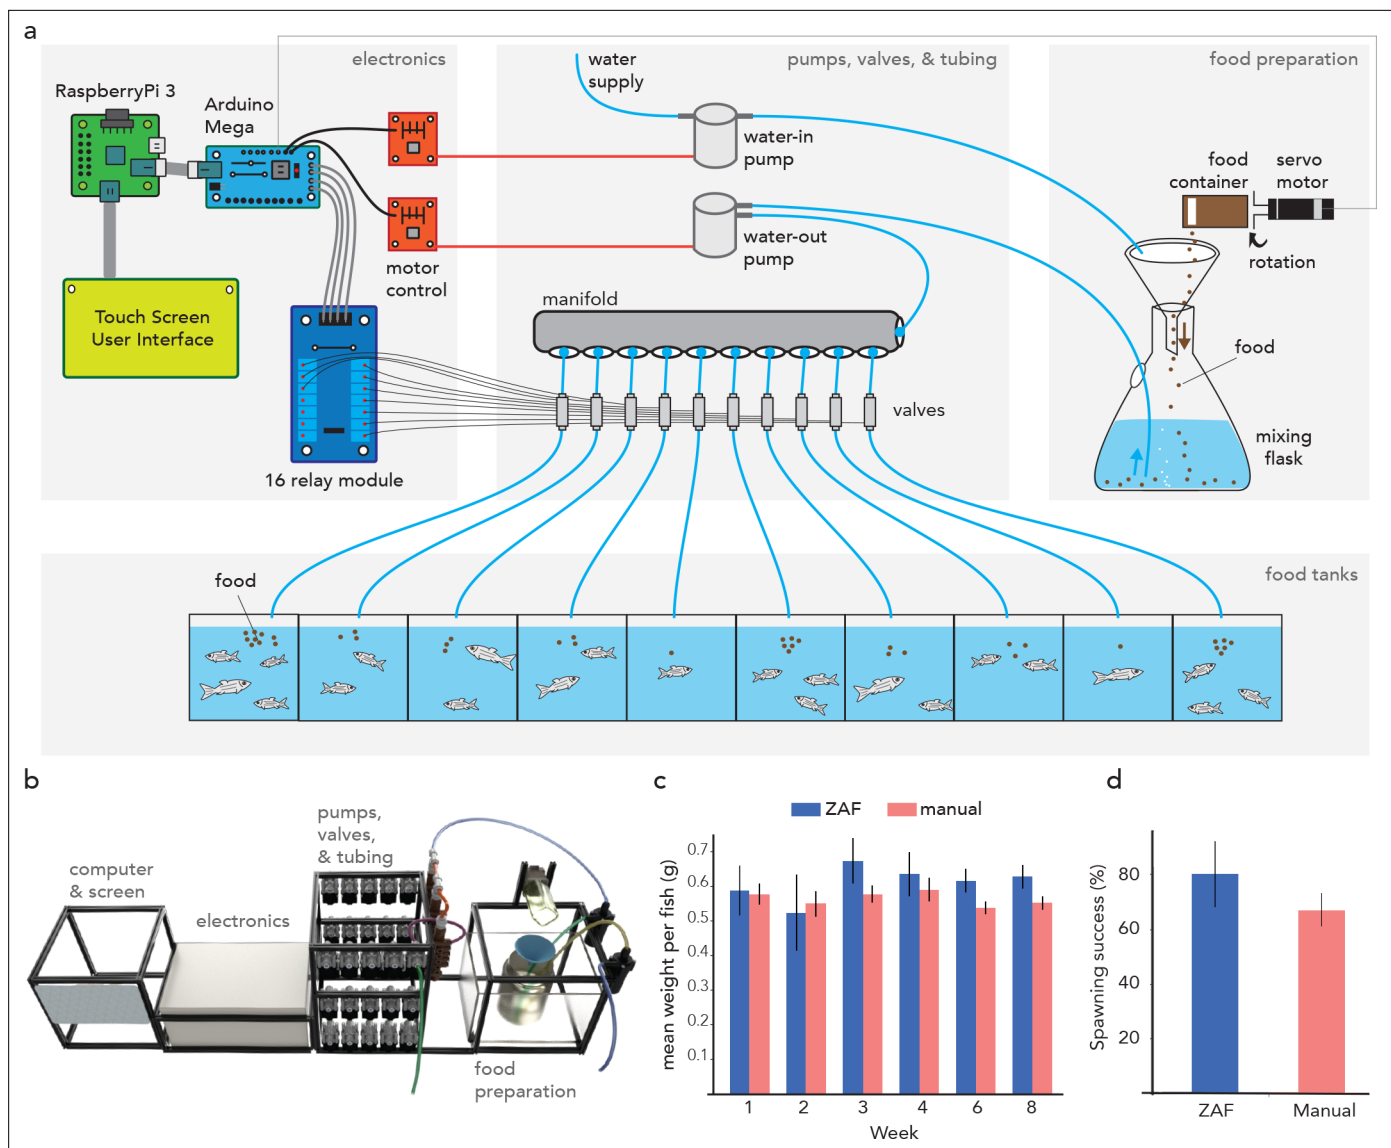 a
electronics
pumps, valves, & tubing
food preparation
RaspberryPi 3
Arduino
Mega
water
supply
water-in
pump
food
container
servo
motor
water-out
pump
rotation
motor
control
Touch Screen
User Interface
manifold
food
valves
mixing
flask
16 relay module
food tanks
food
b
computer
& screen
electronics
pumps,
valves,
& tubing
food
preparation
c
ZAF
manual
mean weight per fish (g)
0.7
0.6
0.5
0.4
0.3
0.2
0.1
1
2
3
4
6
8
Week
d
Spawning success (%)
80
60
40
20
ZAF
Manual